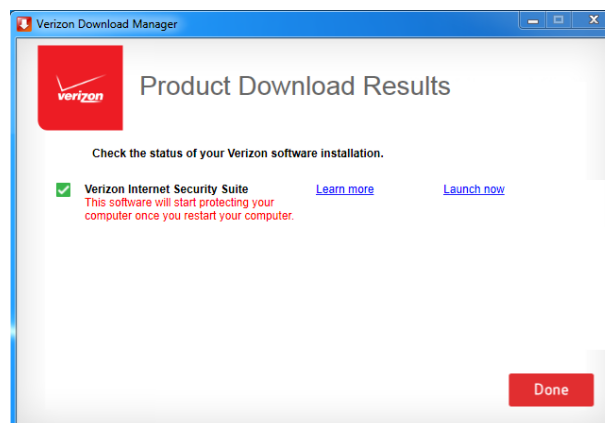 Verizon Download Manager
verizon
Product Download Results
Check the status of your Verizon software installation.
Verizon Internet Security Suite Learn more Launch now
This software will start protecting your
computer once you restart your computer.
Done